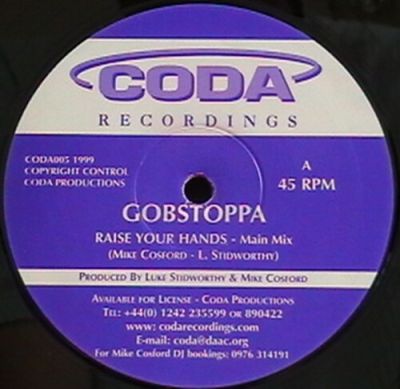 CODA
RECORDINGS
CODA005 1999
COPYRIGHT CONTROL
CODA PRODUCTIONS
A
45 RPM
GOBSTOPPA
RAISE YOUR HANDS - Main Mix
(MIKE COSFORD - L. STIDWORTHY)
PRODUCED BY LUKE STIDWORTHY & MIKE COSFORD
AVAILABLE FOR LICENSE - CODA PRODUCTIONS
TEL: +44(0) 1242 235599 OR 890422
www: codarecordings.com
E-mail: coda@daac.org
For Mike Cosford DJ bookings: 0976 314191